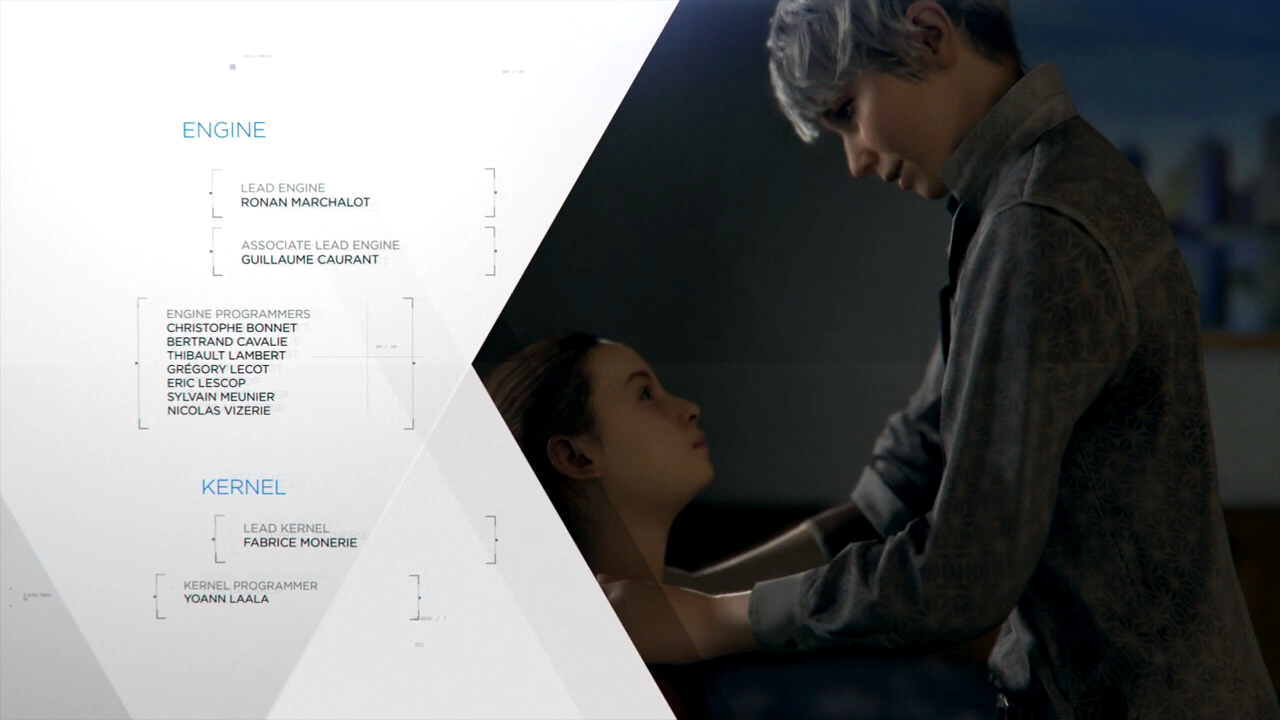 ENGINE
LEAD ENGINE
RONAN MARCHALOT
ASSOCIATE LEAD ENGINE
GUILLAUME CAURANT
ENGINE PROGRAMMERS
CHRISTOPHE BONNET
BERTRAND CAVALIE
THIBAULT LAMBERT
GRÉGORY LECOT
ERIC LESCOP
SYLVAIN MEUNIER
NICOLAS VIZERIE
KERNEL
LEAD KERNEL
FABRICE MONERIE
KERNEL PROGRAMMER
YOANN LAALA